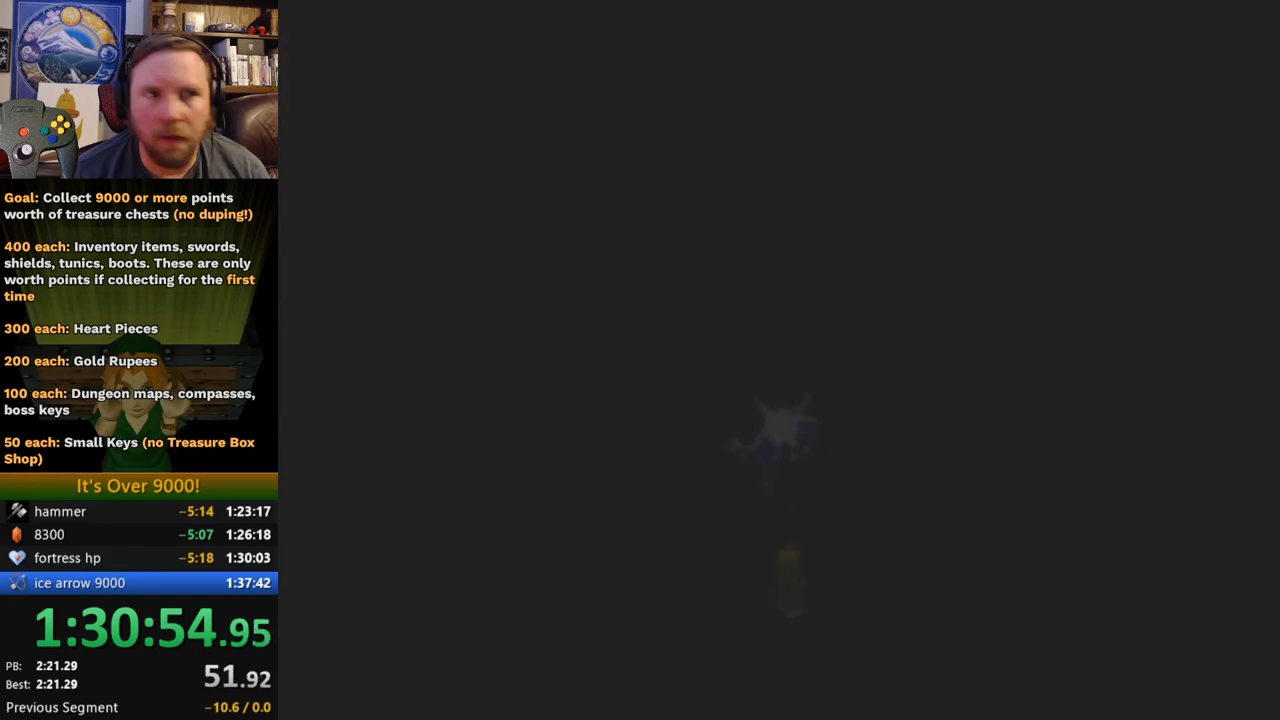 Goal: Collect 9000 or more points
worth of treasure chests (no duping!)
400 each: Inventory items, swords,
shields, tunics, boots. These are only
worth points if collecting for the first
time
300 each: Heart Pieces
200 each: Gold Rupees
100 each: Dungeon maps, compasses,
boss keys
50 each: Small Keys (no Treasure Box
Shop)
It's Over 9000!
hammer −5:14 1:23:17
8300 −5:07 1:26:18
fortress hp −5:18 1:30:03
ice arrow 9000 1:37:42
1:30:54.95
PB: 2:21.29
Best: 2:21.29
51.92
Previous Segment −10.6 / 0.0